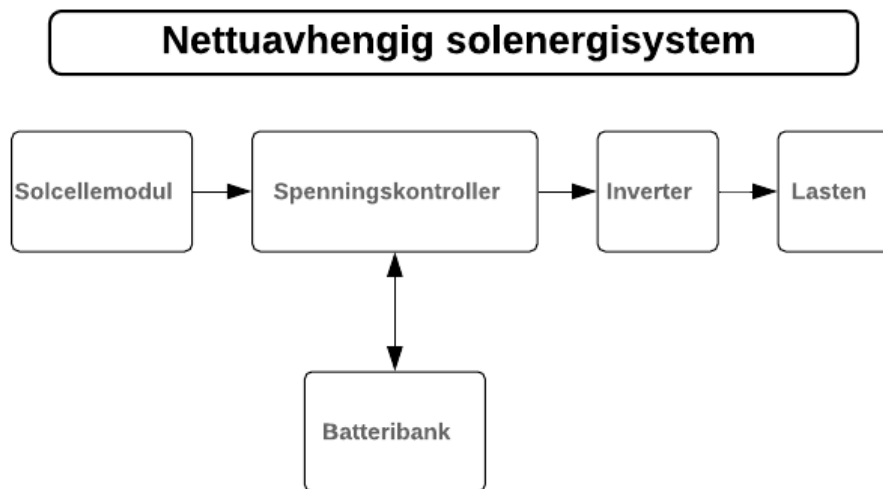 Nettuavhengig solenergisystem
Solcellemodul
Spenningskontroller
Inverter
Lasten
Batteribank